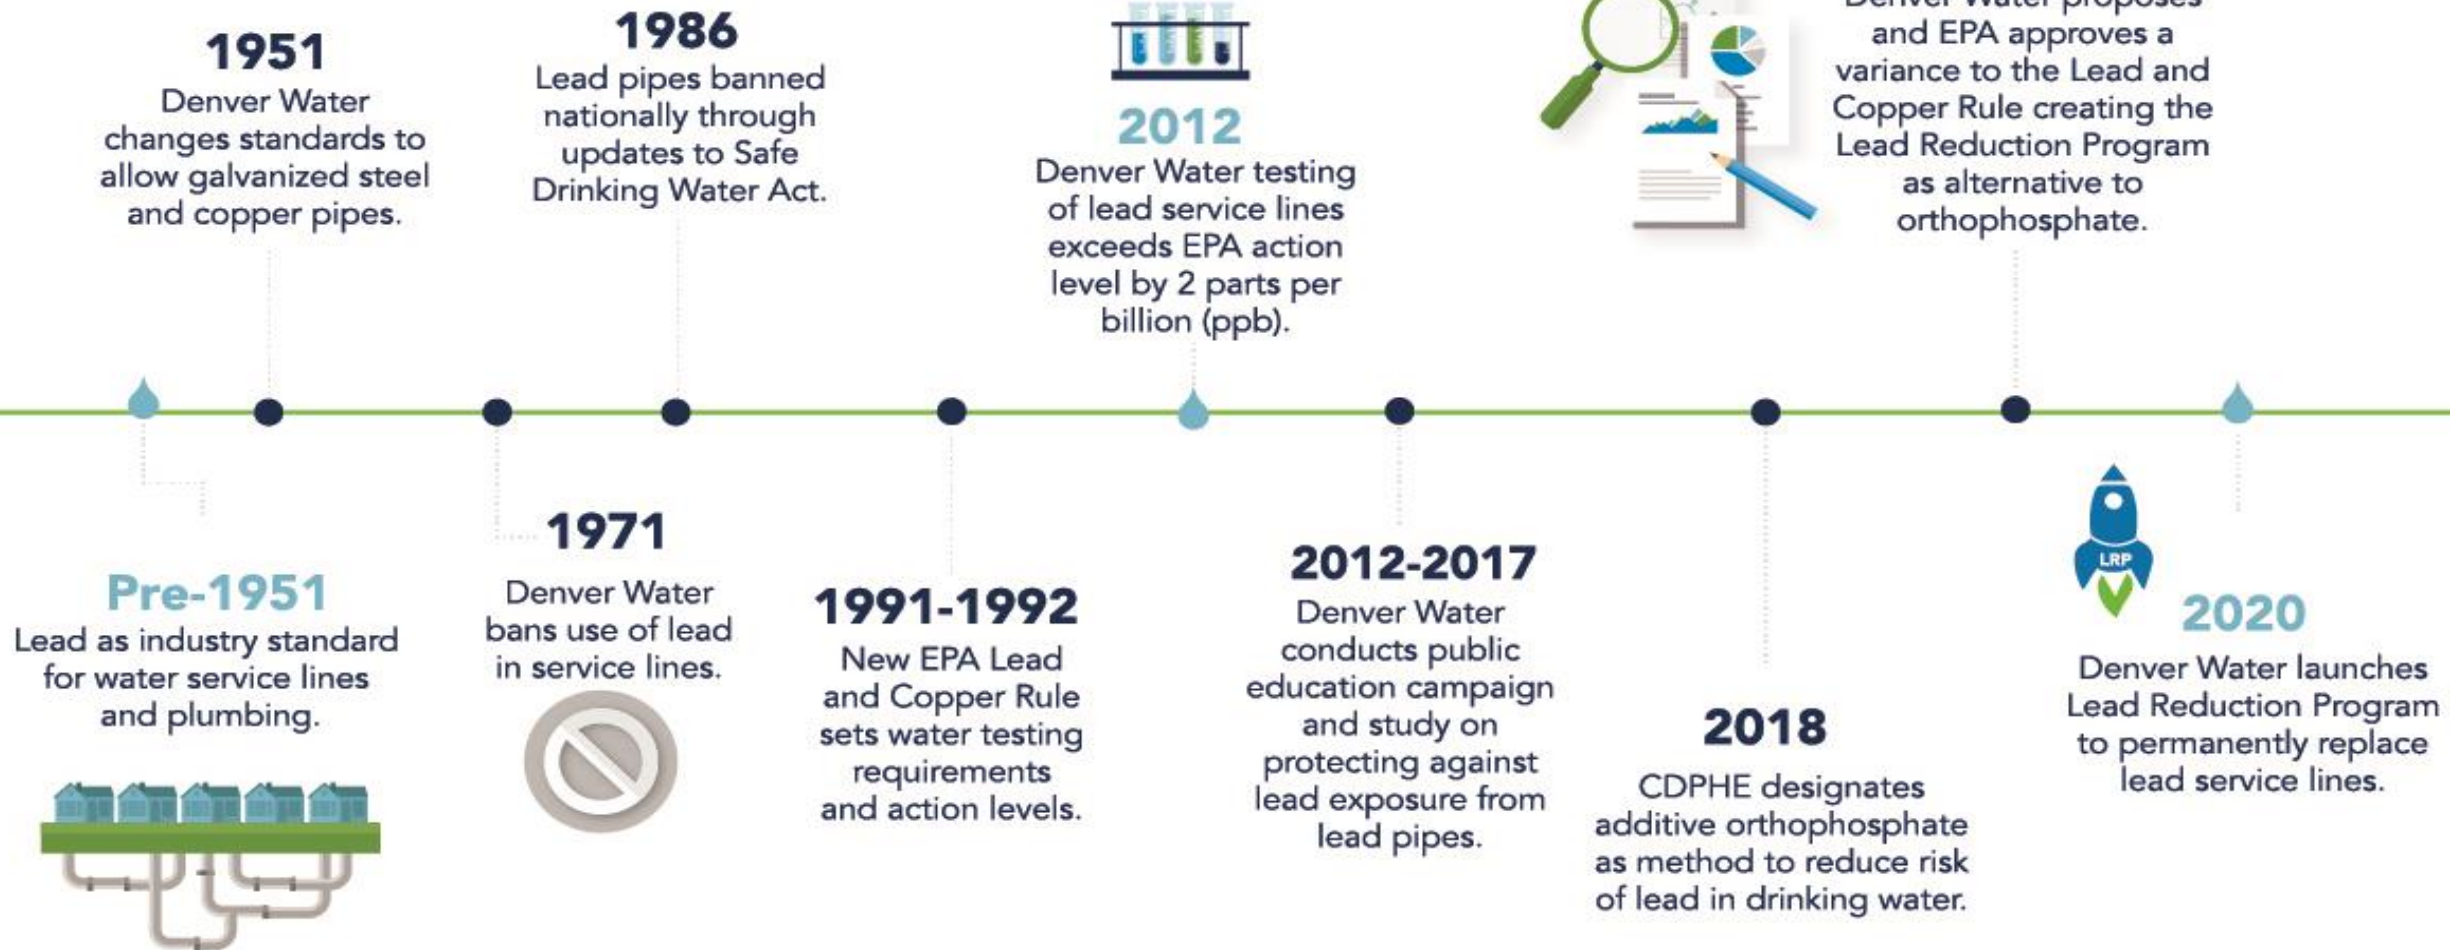 1951
Denver Water
changes standards to
allow galvanized steel
and copper pipes.
1986
Lead pipes banned
nationally through
updates to Safe
Drinking Water Act.
2012
Denver Water testing
of lead service lines
exceeds EPA action
level by 2 parts per
billion (ppb).
Denver Water proposes
and EPA approves a
variance to the Lead and
Copper Rule creating the
Lead Reduction Program
as alternative to
orthophosphate.
Pre-1951
Lead as industry standard
for water service lines
and plumbing.
1971
Denver Water
bans use of lead
in service lines.
1991-1992
New EPA Lead
and Copper Rule
sets water testing
requirements
and action levels.
2012-2017
Denver Water
conducts public
education campaign
and study on
protecting against
lead exposure from
lead pipes.
2018
CDPHE designates
additive orthophosphate
as method to reduce risk
of lead in drinking water.
LRP
2020
Denver Water launches
Lead Reduction Program
to permanently replace
lead service lines.